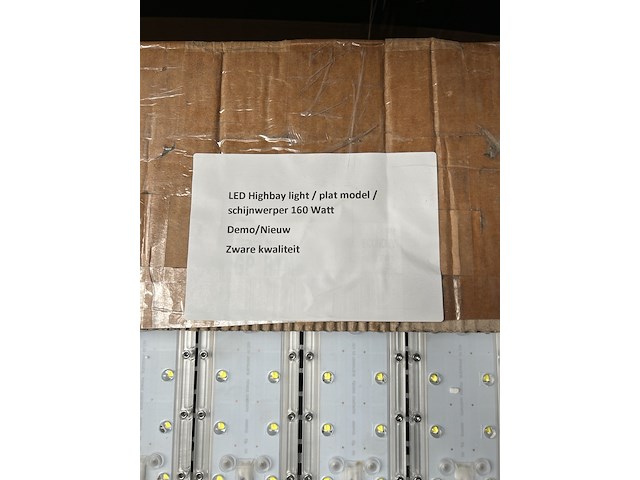 LED Highbay light / plat model /
schijnwerper 160 Watt
Demo/Nieuw
Zware kwaliteit